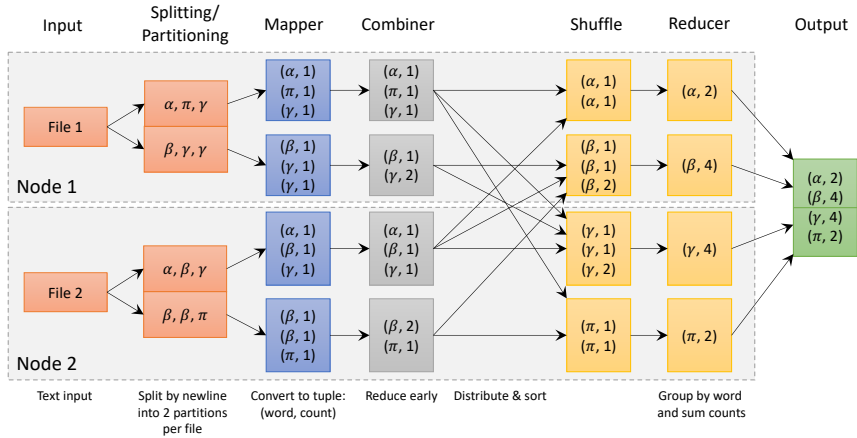 Input
Splitting/
Partitioning
Mapper
Combiner
Shuffle
Reducer
Output
File 1
α, π, γ
β, γ, γ
(α, 1)
(π, 1)
(γ, 1)
(β, 1)
(γ, 1)
(γ, 1)
(α, 1)
(π, 1)
(γ, 1)
(β, 1)
(γ, 2)
(α, 1)
(α, 1)
(β, 1)
(β, 1)
(β, 2)
(α, 2)
(β, 4)
Node 1
File 2
α, β, γ
β, β, π
(α, 1)
(β, 1)
(γ, 1)
(β, 1)
(β, 1)
(π, 1)
(α, 1)
(β, 1)
(γ, 1)
(β, 2)
(π, 1)
(γ, 1)
(γ, 1)
(γ, 2)
(π, 1)
(π, 1)
(γ, 4)
(π, 2)
Node 2
(α, 2)
(β, 4)
(γ, 4)
(π, 2)
Text input
Split by newline
into 2 partitions
per file
Convert to tuple:
(word, count)
Reduce early
Distribute & sort
Group by word
and sum counts